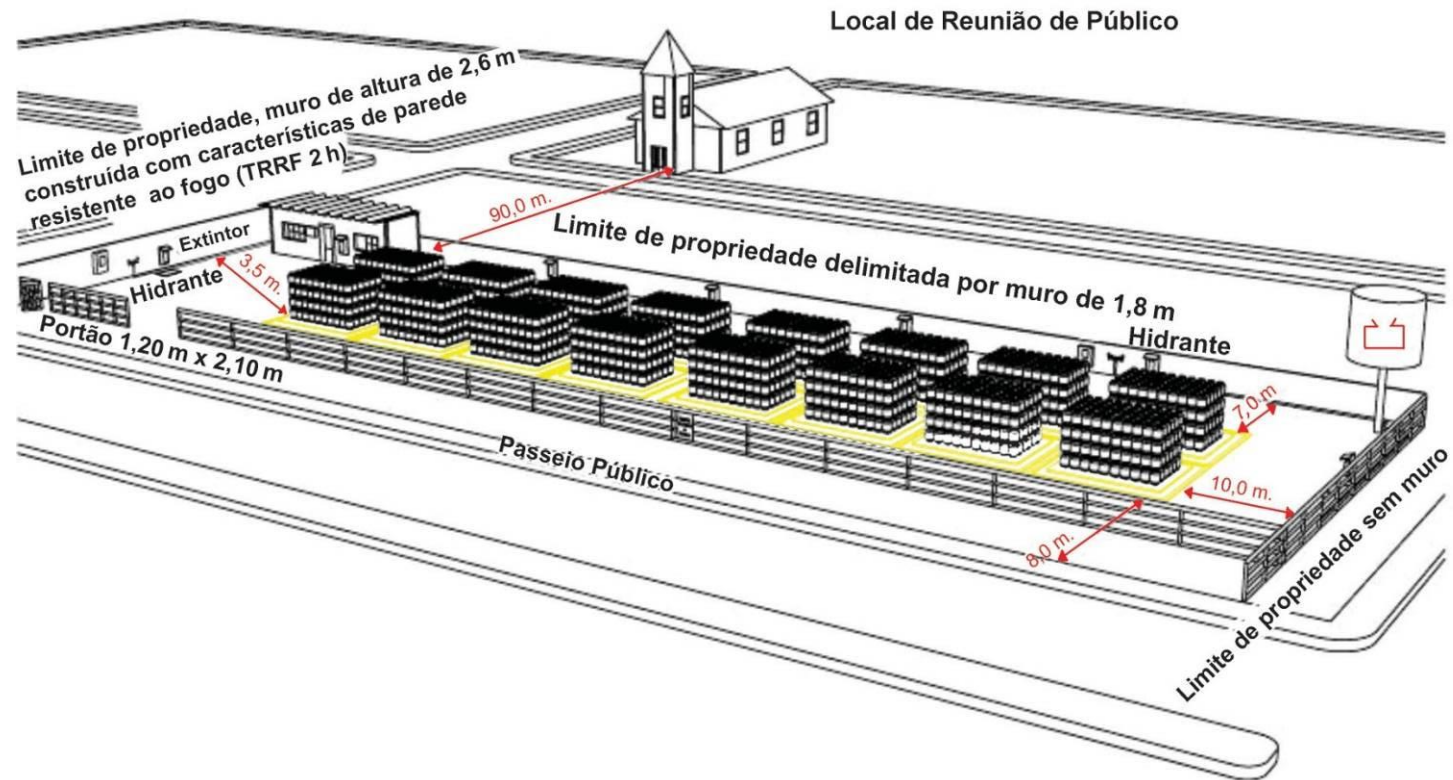 Local de Reunião de Público
Limite de propriedade, muro de altura de 2,6 m
construída com características de parede
resistente ao fogo (TRRF 2 h)
90,0 m.
Extintor
Limite de propriedade delimitada por muro de 1,8 m
3,5 m.
Hidrante
Hidrante
Portão 1,20 m x 2,10 m
7,0 m
Passeio Público
10,0 m.
8,0 m.
Limite de propriedade sem muro